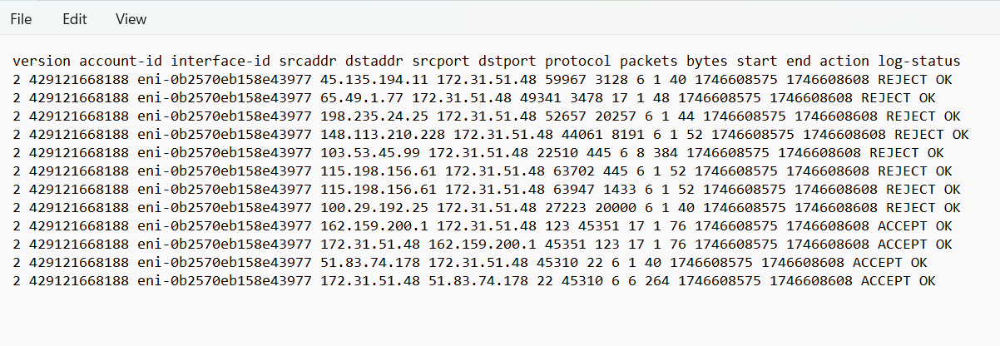 File Edit View
version account-id interface-id srcaddr dstaddr srcport dstport protocol packets bytes start end action log-status
2 429121668188 eni-0b2570eb158e43977 45.135.194.11 172.31.51.48 59967 3128 6 1 40 1746608575 1746608608 REJECT OK
2 429121668188 eni-0b2570eb158e43977 65.49.1.77 172.31.51.48 49341 3478 17 1 48 1746608575 1746608608 REJECT OK
2 429121668188 eni-0b2570eb158e43977 198.235.24.25 172.31.51.48 52657 20257 6 1 44 1746608575 1746608608 REJECT OK
2 429121668188 eni-0b2570eb158e43977 148.113.210.228 172.31.51.48 44061 8191 6 1 52 1746608575 1746608608 REJECT OK
2 429121668188 eni-0b2570eb158e43977 103.53.45.99 172.31.51.48 22510 445 6 8 384 1746608575 1746608608 REJECT OK
2 429121668188 eni-0b2570eb158e43977 115.198.156.61 172.31.51.48 63702 445 6 1 52 1746608575 1746608608 REJECT OK
2 429121668188 eni-0b2570eb158e43977 115.198.156.61 172.31.51.48 63947 1433 6 1 52 1746608575 1746608608 REJECT OK
2 429121668188 eni-0b2570eb158e43977 100.29.192.25 172.31.51.48 27223 20000 6 1 40 1746608575 1746608608 REJECT OK
2 429121668188 eni-0b2570eb158e43977 162.159.200.1 172.31.51.48 123 45351 17 1 76 1746608575 1746608608 ACCEPT OK
2 429121668188 eni-0b2570eb158e43977 172.31.51.48 162.159.200.1 45351 123 17 1 76 1746608575 1746608608 ACCEPT OK
2 429121668188 eni-0b2570eb158e43977 51.83.74.178 172.31.51.48 45310 22 6 1 40 1746608575 1746608608 ACCEPT OK
2 429121668188 eni-0b2570eb158e43977 172.31.51.48 51.83.74.178 22 45310 6 6 264 1746608575 1746608608 ACCEPT OK